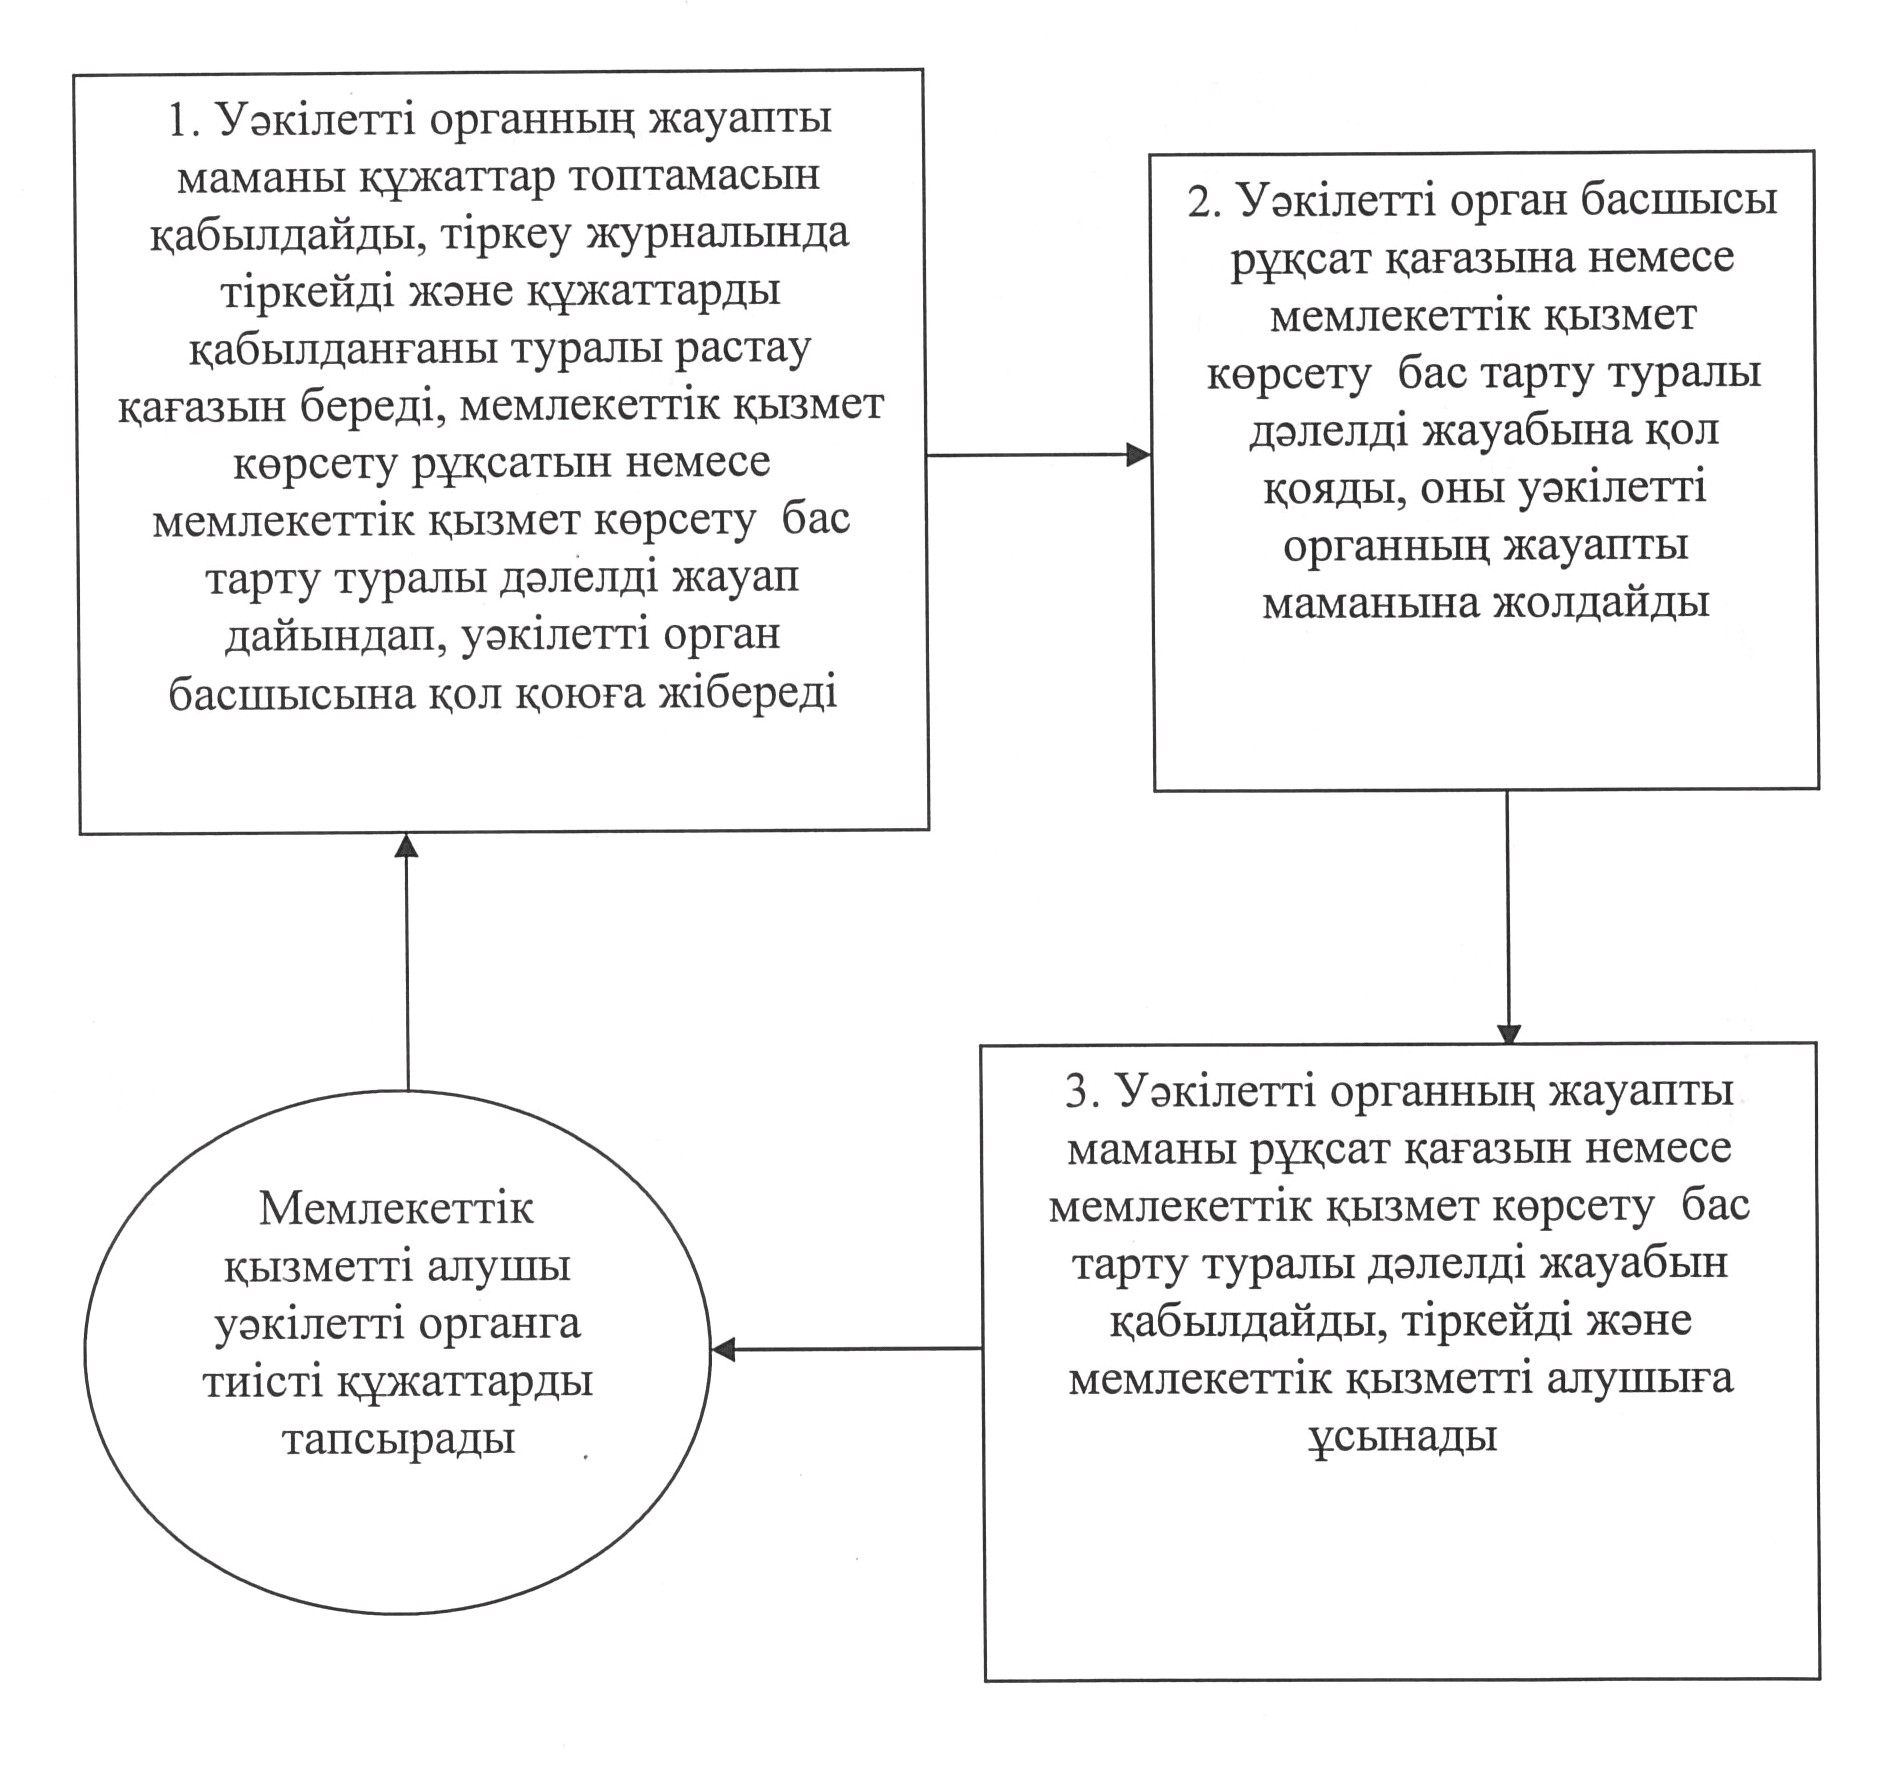 1. Уәкілетті органның жауапты
маманы құжаттар топтамасын
қабылдайды, тіркеу журналында
тіркейді және құжаттарды
қабылданғаны туралы растау
қағазын береді, мемлекеттік қызмет
көрсету рұқсатын немесе
мемлекеттік қызмет көрсету  бас
тарту туралы дәлелді жауап
дайындап, уәкілетті орган
басшысына қол қоюға жібереді
2. Уәкілетті орган басшысы
рұқсат қағазына немесе
мемлекеттік қызмет
көрсету  бас тарту туралы
дәлелді жауабына қол
қояды, оны уәкілетті
органның жауапты
маманына жолдайды
3. Уәкілетті органның жауапты
маманы рұқсат қағазын немесе
мемлекеттік қызмет көрсету  бас
тарту туралы дәлелді жауабын
қабылдайды, тіркейді және
мемлекеттік қызметті алушыға
ұсынады
Мемлекеттік
қызметті алушы
уәкілетті органга
тиісті құжаттарды
тапсырады